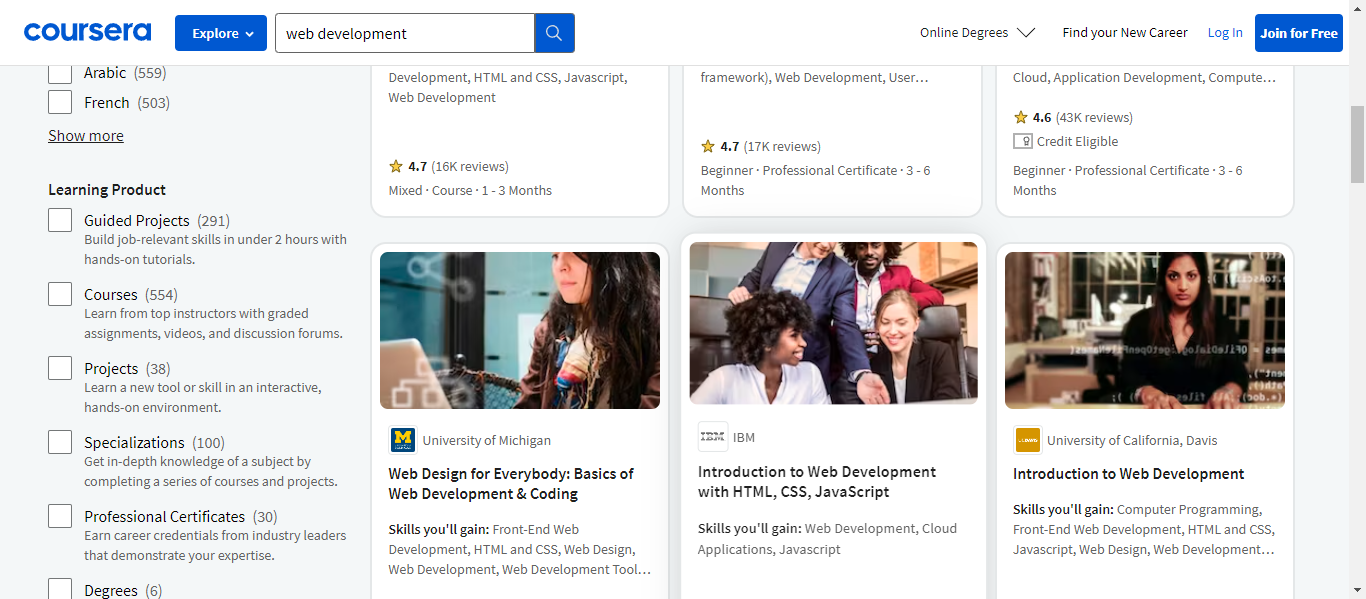 coursera
Explore
web development
Online Degrees
Find your New Career
Log In
Join for Free
Arabic (559)
French (503)
Show more
Learning Product
Guided Projects (291)
Build job-relevant skills in under 2 hours with
hands-on tutorials.
Courses (554)
Learn from top instructors with graded
assignments, videos, and discussion forums.
Projects (38)
Learn a new tool or skill in an interactive,
hands-on environment.
Specializations (100)
Get in-depth knowledge of a subject by
completing a series of courses and projects.
Professional Certificates (30)
Earn career credentials from industry leaders
that demonstrate your expertise.
Degrees (6)
Development, HTML and CSS, Javascript,
Web Development
4.7 (16K reviews)
Mixed · Course · 1 - 3 Months
framework), Web Development, User…
4.7 (17K reviews)
Beginner · Professional Certificate · 3 - 6
Months
Cloud, Application Development, Compute…
4.6 (43K reviews)
Credit Eligible
Beginner · Professional Certificate · 3 - 6
Months
M
University of Michigan
Web Design for Everybody: Basics of
Web Development & Coding
Skills you'll gain: Front-End Web
Development, HTML and CSS, Web Design,
Web Development, Web Development Tool…
IBM
IBM
Introduction to Web Development
with HTML, CSS, JavaScript
Skills you'll gain: Web Development, Cloud
Applications, Javascript
University of California, Davis
Introduction to Web Development
Skills you'll gain: Computer Programming,
Front-End Web Development, HTML and CSS,
Javascript, Web Design, Web Development…